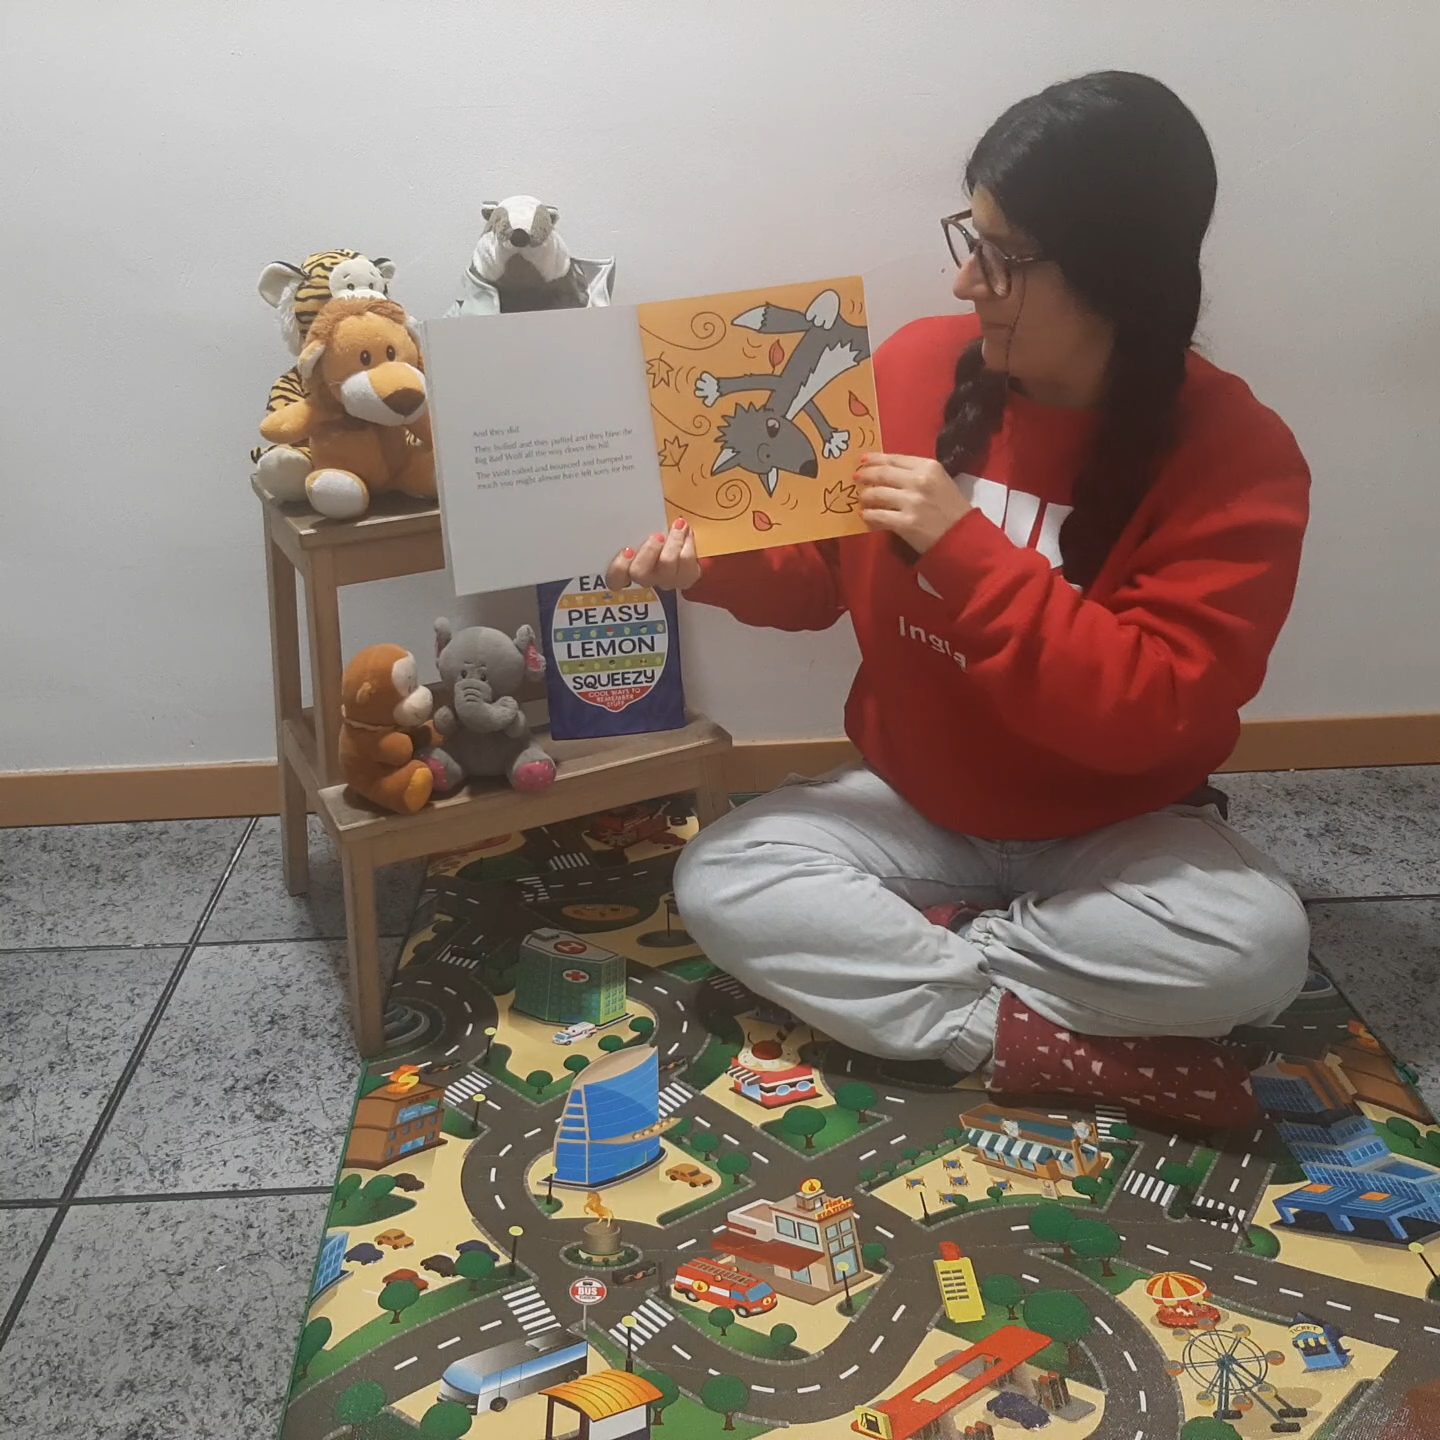 And they did.
They huffed and they puffed and they blew the
Big Bad Wolf all the way down the hill.
The Wolf rolled and bounced and bumped so
much you might almost have felt sorry for him.
PEASY
LEMON
SQUEEZY
COOL WAYS TO
REMEMBER
STUFF
Ingla
H
STATION
BUS
TICKET